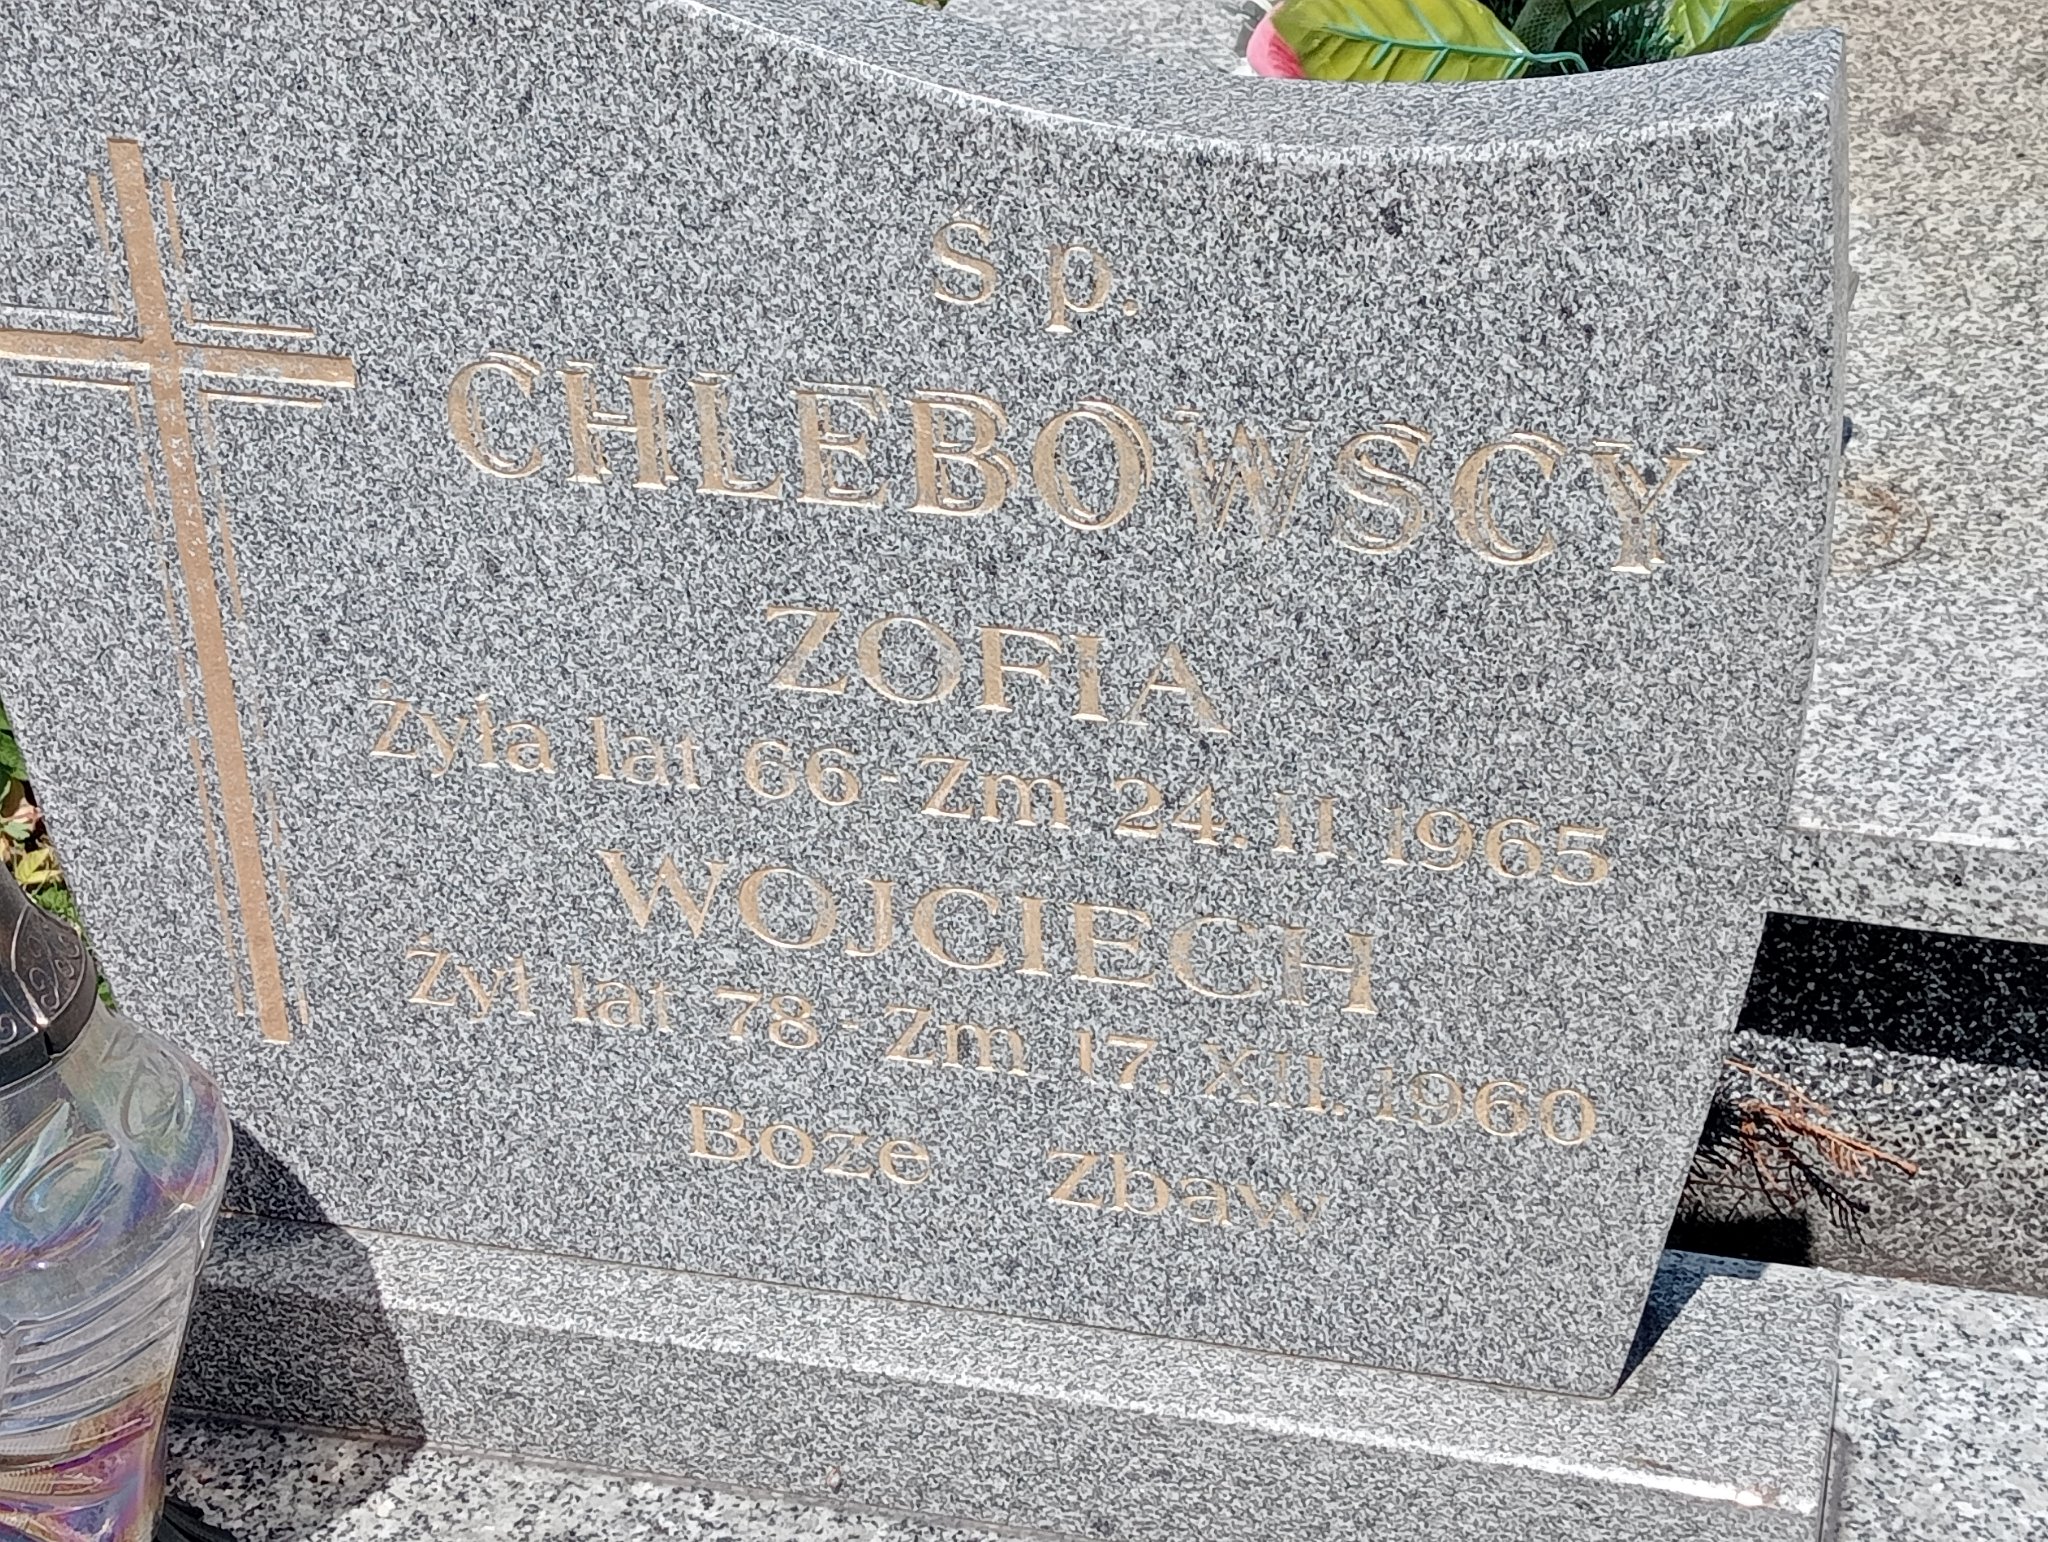 Ś.p.
CHLEBOWSCY
ZOFIA
żyła lat 66 - zm 24. II. 1965
WOJCIECH
żył lat 78 - zm 17. XII. 1960
Boże zbaw